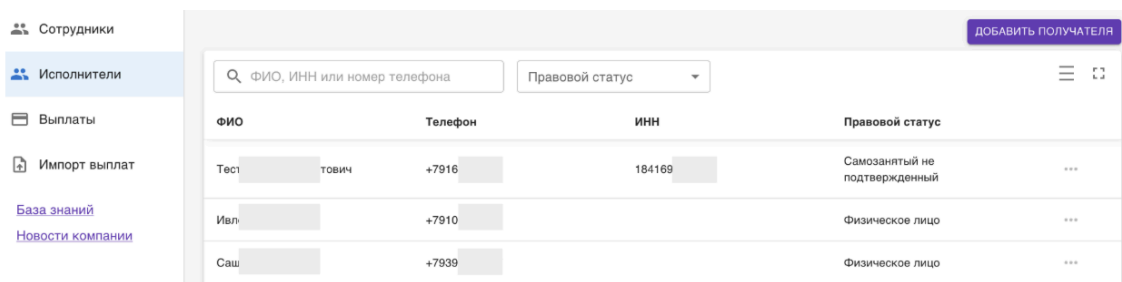 Сотрудники
ДОБАВИТЬ ПОЛУЧАТЕЛЯ
Исполнители
ФИО, ИНН или номер телефона
Правовой статус
Выплаты
ФИО Телефон ИНН Правовой статус
Импорт выплат
Тест тович +7916 184169 Самозанятый не
подтвержденный
База знаний
Новости компании
Ивл +7910 Физическое лицо
Саш +7939 Физическое лицо